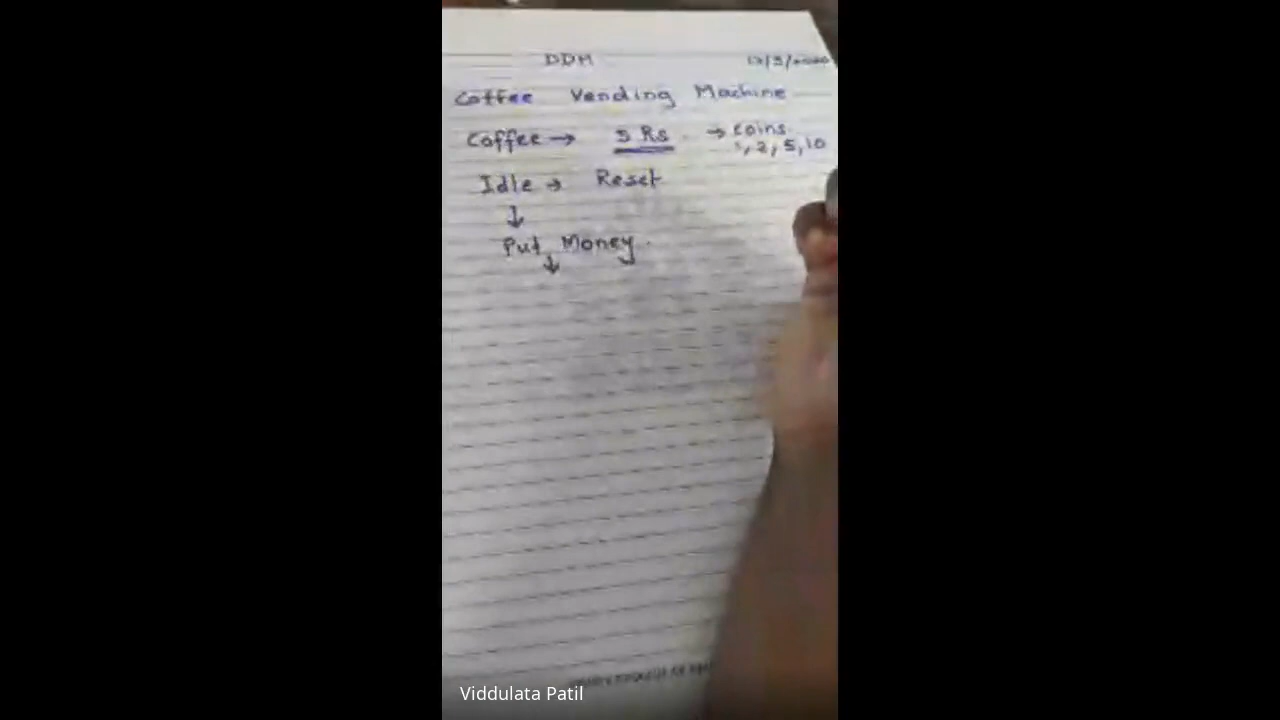 DDM
Coffee Vending Machine
Coffee → 5 Rs → coins
1, 2, 5, 10
Idle → Reset
↓
Put Money
↓
Viddulata Patil